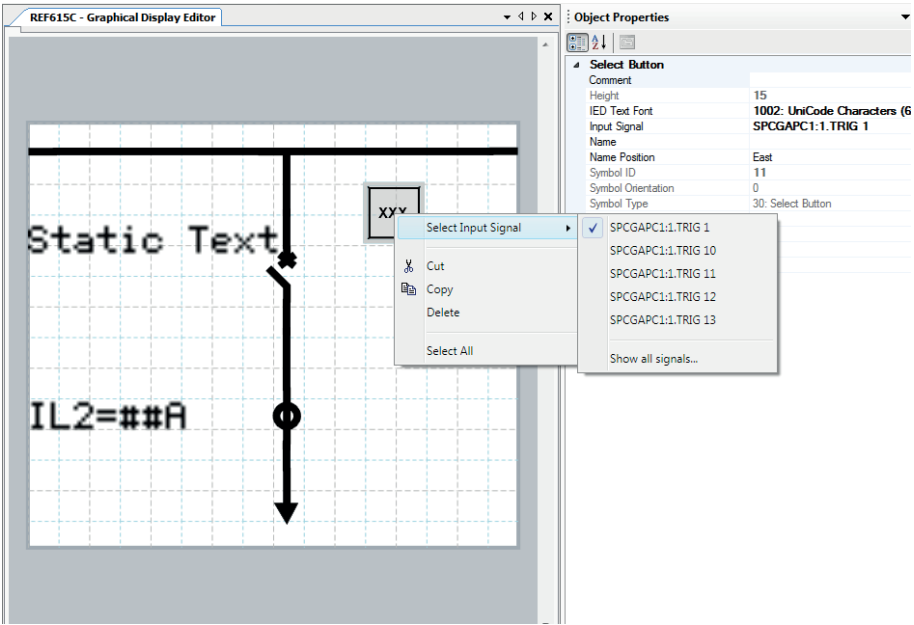 REF615C - Graphical Display Editor
Object Properties
Select Button
Comment
Height 15
IED Text Font 1002: UniCode Characters (6
Input Signal SPCGAPC1:1.TRIG 1
Name
Name Position East
Symbol ID 11
Symbol Orientation 0
Symbol Type 30: Select Button
XXX
Static Text
IL2=##A
Select Input Signal
Cut
Copy
Delete
Select All
SPCGAPC1:1.TRIG 1
SPCGAPC1:1.TRIG 10
SPCGAPC1:1.TRIG 11
SPCGAPC1:1.TRIG 12
SPCGAPC1:1.TRIG 13
Show all signals...